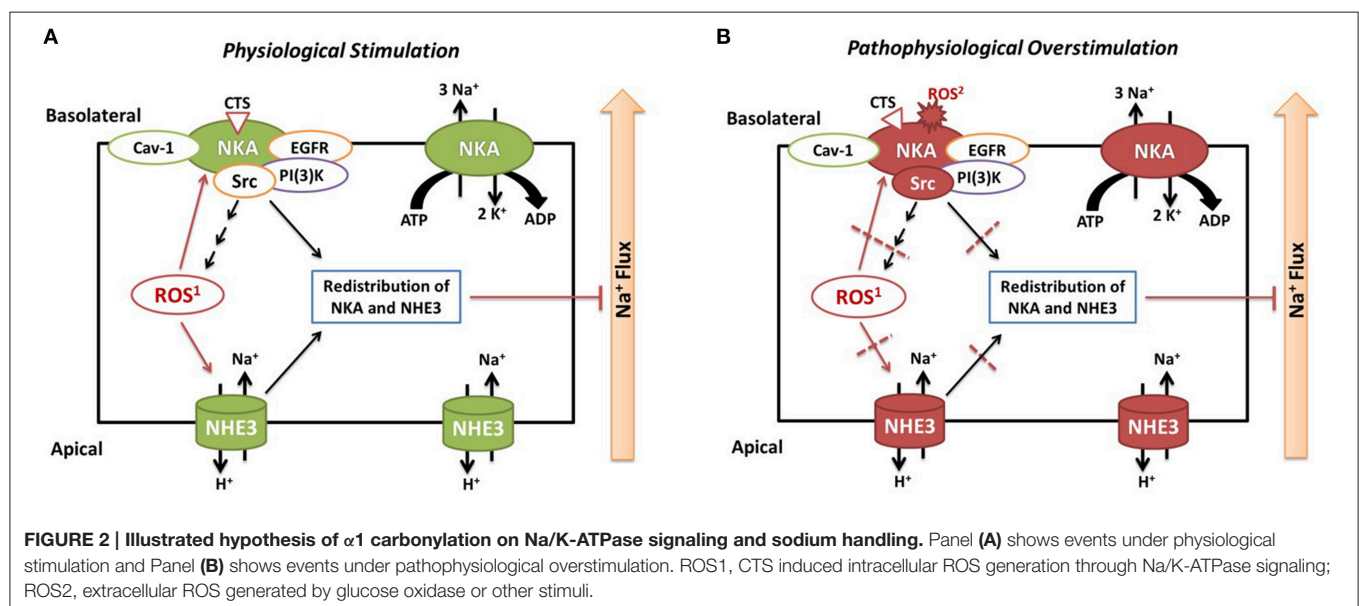 A
Physiological Stimulation
Basolateral
CTS
Cav-1
NKA
EGFR
Src
PI(3)K
3 Na⁺
NKA
ATP
2 K⁺
ADP
ROS¹
Redistribution of
NKA and NHE3
Na⁺ Flux
Na⁺
NHE3
H⁺
Na⁺
NHE3
H⁺
Apical
B
Pathophysiological Overstimulation
Basolateral
CTS
ROS²
Cav-1
NKA
EGFR
Src
PI(3)K
3 Na⁺
NKA
ATP
2 K⁺
ADP
ROS¹
Redistribution of
NKA and NHE3
Na⁺ Flux
Na⁺
NHE3
H⁺
Na⁺
NHE3
H⁺
Apical
FIGURE 2 | Illustrated hypothesis of α1 carbonylation on Na/K-ATPase signaling and sodium handling. Panel (A) shows events under physiological
stimulation and Panel (B) shows events under pathophysiological overstimulation. ROS1, CTS induced intracellular ROS generation through Na/K-ATPase signaling;
ROS2, extracellular ROS generated by glucose oxidase or other stimuli.